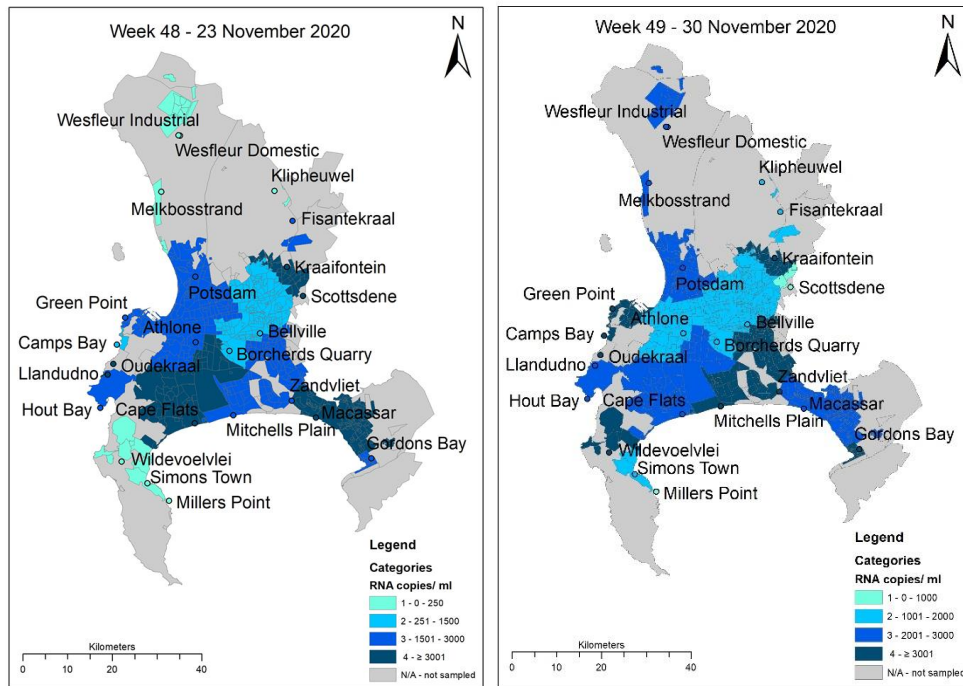 Week 48 - 23 November 2020
N
Wesfleur Industrial
Wesfleur Domestic
Klipheuwel
Melkbosstrand
Fisantekraal
Kraaifontein
Potsdam
Scottsdene
Green Point
Athlone
Bellville
Camps Bay
Borcherds Quarry
Oudekraal
Llandudno
Zandvliet
Hout Bay
Cape Flats
Macassar
Mitchells Plain
Gordons Bay
Wildevoelvlei
Simons Town
Millers Point
Legend
Categories
RNA copies/ ml
1 - 0 - 250
2 - 251 - 1500
3 - 1501 - 3000
4 - ≥ 3001
N/A - not sampled
Kilometers
0 5 10 20 30 40
Week 49 - 30 November 2020
N
Wesfleur Industrial
Wesfleur Domestic
Klipheuwel
Melkbosstrand
Fisantekraal
Kraaifontein
Potsdam
Scottsdene
Green Point
Athlone
Bellville
Camps Bay
Borcherds Quarry
Oudekraal
Llandudno
Zandvliet
Hout Bay
Cape Flats
Macassar
Mitchells Plain
Gordons Bay
Wildevoelvlei
Simons Town
Millers Point
Legend
Categories
RNA copies/ ml
1 - 0 - 1000
2 - 1001 - 2000
3 - 2001 - 3000
4 - ≥ 3001
N/A - not sampled
Kilometers
0 5 10 20 30 40